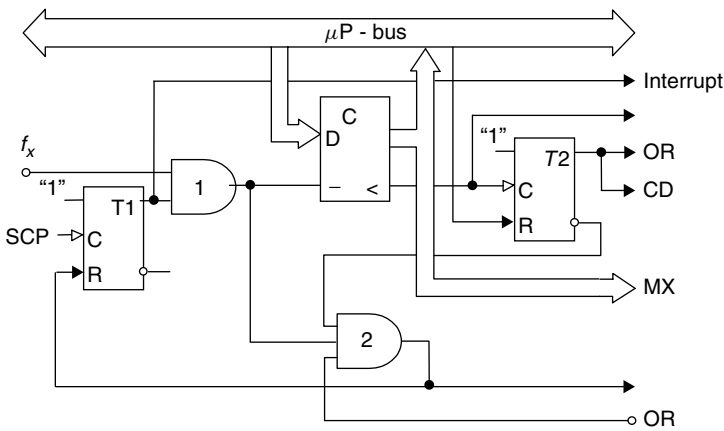 μP - bus
Interrupt
C
D
f_x
"1"
"1"
T2
OR
1
− <
C
T1
CD
SCP
C
R
R
MX
2
OR